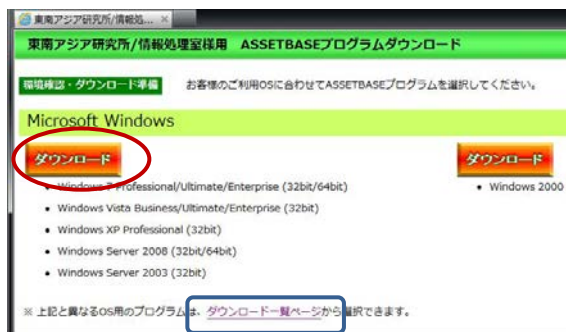 東南アジア研究所/情報処...
東南アジア研究所/情報処理室様用 ASSETBASEプログラムダウンロード
環境確認・ダウンロード準備 お客様のご利用OSに合わせてASSETBASEプログラムを選択してください。
Microsoft Windows
ダウンロード ダウンロード
• Windows 7 Professional/Ultimate/Enterprise (32bit/64bit) • Windows 2000
• Windows Vista Business/Ultimate/Enterprise (32bit)
• Windows XP Professional (32bit)
• Windows Server 2008 (32bit/64bit)
• Windows Server 2003 (32bit)
※ 上記と異なるOS用のプログラムは、ダウンロード一覧ページから選択できます。